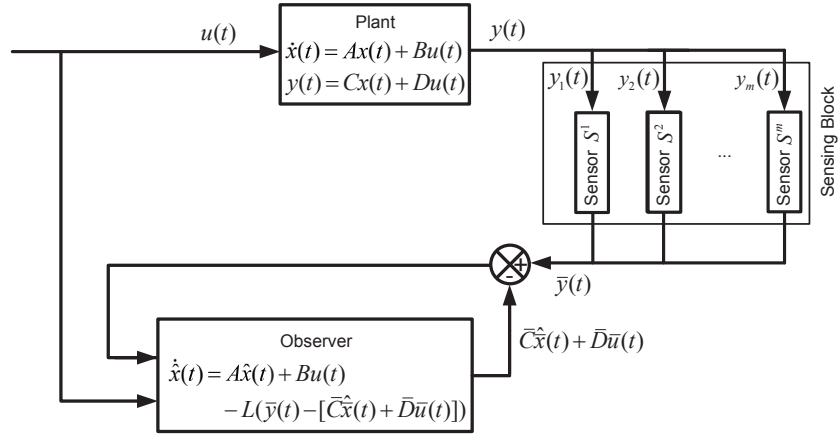 Plant
u(t)
ẋ(t) = Ax(t) + Bu(t)
y(t) = Cx(t) + Du(t)
y(t)
y₁(t) y₂(t) yₘ(t)
Sensor S¹
Sensor S²
...
Sensor Sᵐ
Sensing Block
+
-
ȳ(t)
C̄x̄̂(t) + D̄ū(t)
Observer
x̂̇(t) = Ax̂(t) + Bu(t)
−L(ȳ(t) − [C̄x̄̂(t) + D̄ū(t)])